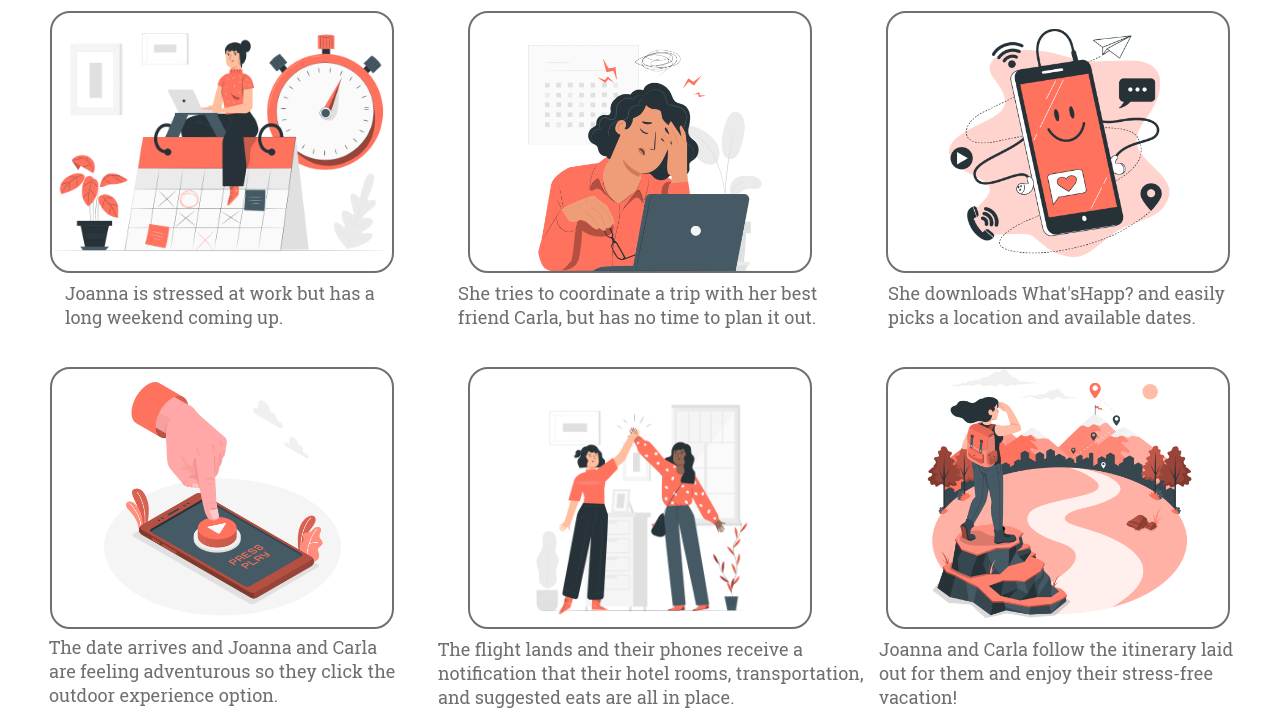 Joanna is stressed at work but has a
long weekend coming up.
She tries to coordinate a trip with her best
friend Carla, but has no time to plan it out.
She downloads What'sHapp? and easily
picks a location and available dates.
PRESS
PLAY
The date arrives and Joanna and Carla
are feeling adventurous so they click the
outdoor experience option.
The flight lands and their phones receive a
notification that their hotel rooms, transportation,
and suggested eats are all in place.
Joanna and Carla follow the itinerary laid
out for them and enjoy their stress-free
vacation!